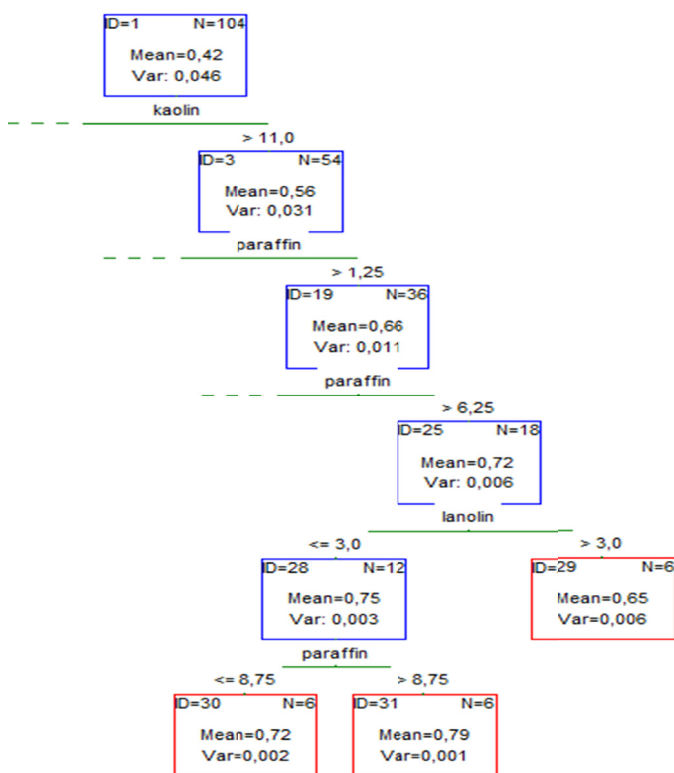 ID=1 N=104
Mean=0,42
Var: 0,046
kaolin
> 11,0
ID=3 N=54
Mean=0,56
Var: 0,031
paraffin
> 1,25
ID=19 N=36
Mean=0,66
Var: 0,011
paraffin
> 6,25
ID=25 N=18
Mean=0,72
Var: 0,006
lanolin
<= 3,0 > 3,0
ID=28 N=12 ID=29 N=6
Mean=0,75 Mean=0,65
Var: 0,003 Var=0,006
paraffin
<= 8,75 > 8,75
ID=30 N=6 ID=31 N=6
Mean=0,72 Mean=0,79
Var=0,002 Var=0,001